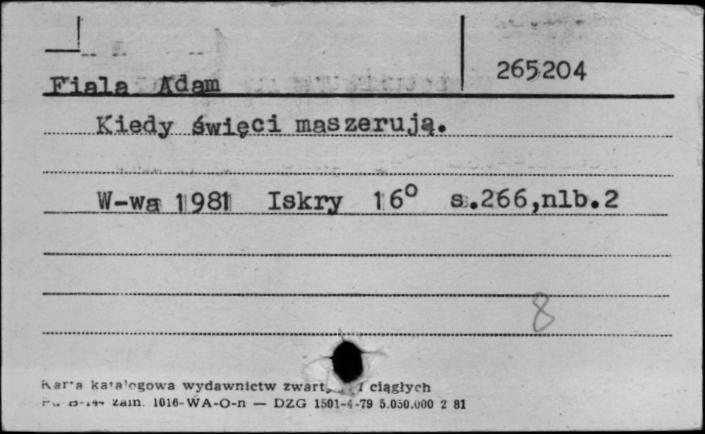 265204
Fiala Adam
Kiedy święci maszerują.
W-wa 1981 Iskry 16° s.266,nlb.2
8
Karta katalogowa wydawnictw ciągłych
zam. 1016-WA-O-n — DZG 1501-4-79 5.050.000 2 81